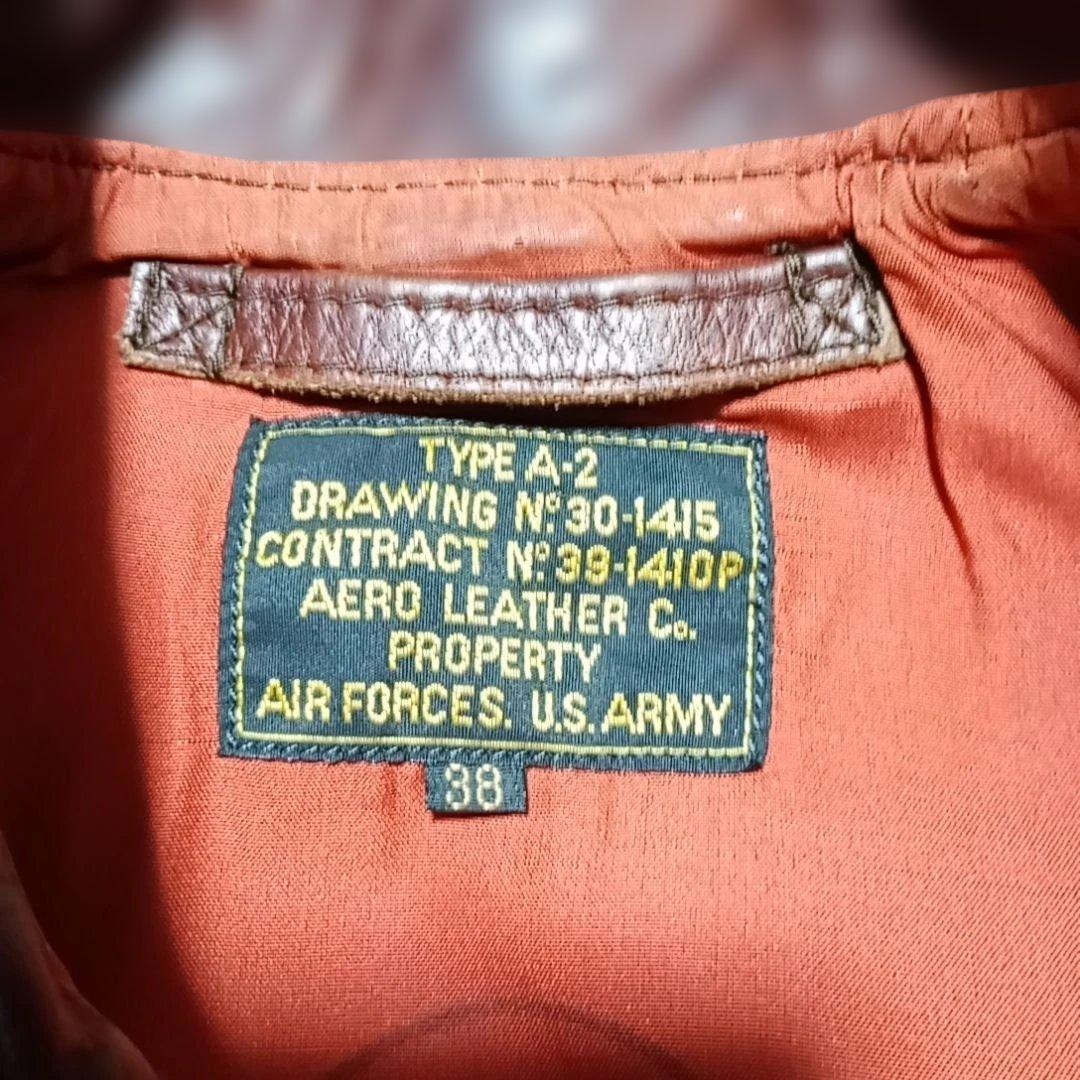 TYPE A-2
DRAWING Nº 30-1415
CONTRACT Nº 39-1410P
AERO LEATHER Co.
PROPERTY
AIR FORCES. U.S. ARMY
38